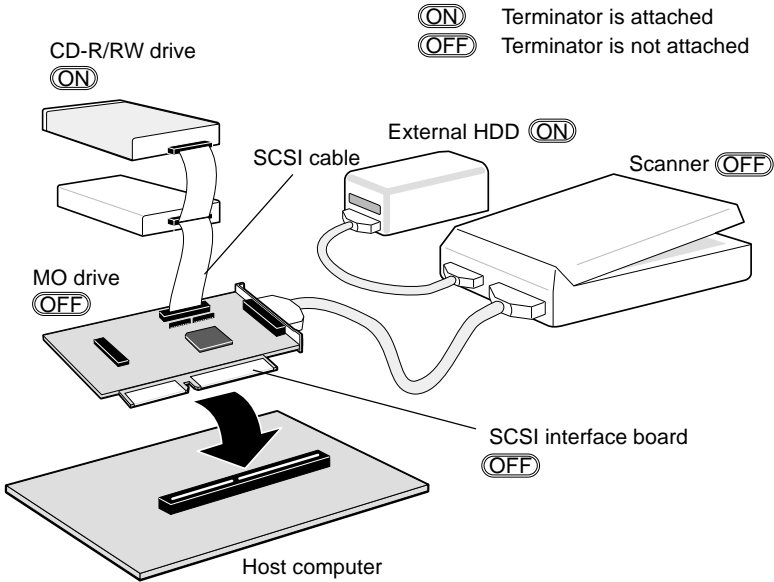 ON Terminator is attached
OFF Terminator is not attached
CD-R/RW drive
ON
External HDD ON
SCSI cable
Scanner OFF
MO drive
OFF
SCSI interface board
OFF
Host computer